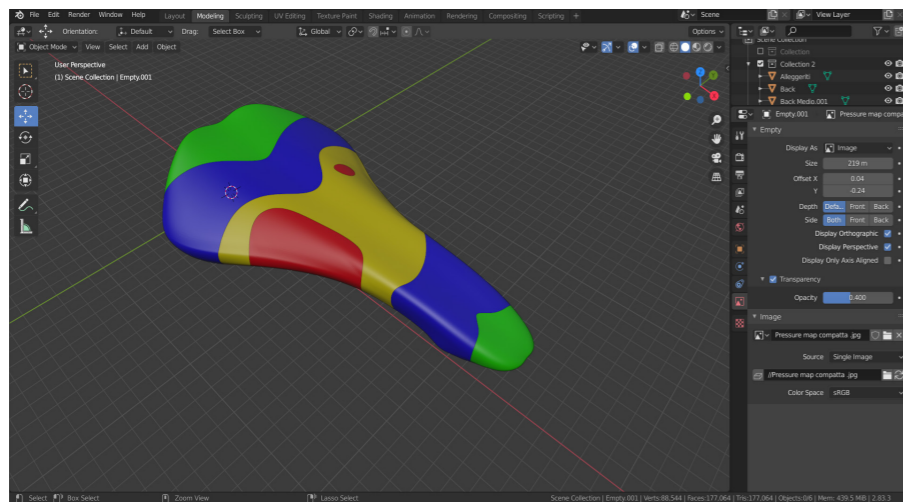 File Edit Render Window Help Layout Modeling Sculpting UV Editing Texture Paint Shading Animation Rendering Compositing Scripting + Scene View Layer
Orientation: Default Drag: Select Box Global Options
Object Mode View Select Add Object
User Perspective
(1) Scene Collection | Empty.001
Scene Collection
Collection
Collection 2
Alleggeriti
Back
Back Medio.001
Empty.001 Pressure map compa
Empty
Display As Image
Size 219 m
Offset X 0.04
Y -0.24
Depth Defa... Front Back
Side Both Front Back
Display Orthographic
Display Perspective
Display Only Axis Aligned
Transparency
Opacity 0.400
Image
Pressure map compatta .jpg
Source Single Image
//Pressure map compatta .jpg
Color Space sRGB
Select Box Select Zoom View Lasso Select Scene Collection | Empty.001 | Verts:88,544 | Faces:177,064 | Tris:177,064 | Objects:0/6 | Mem: 439.5 MiB | 2.83.3